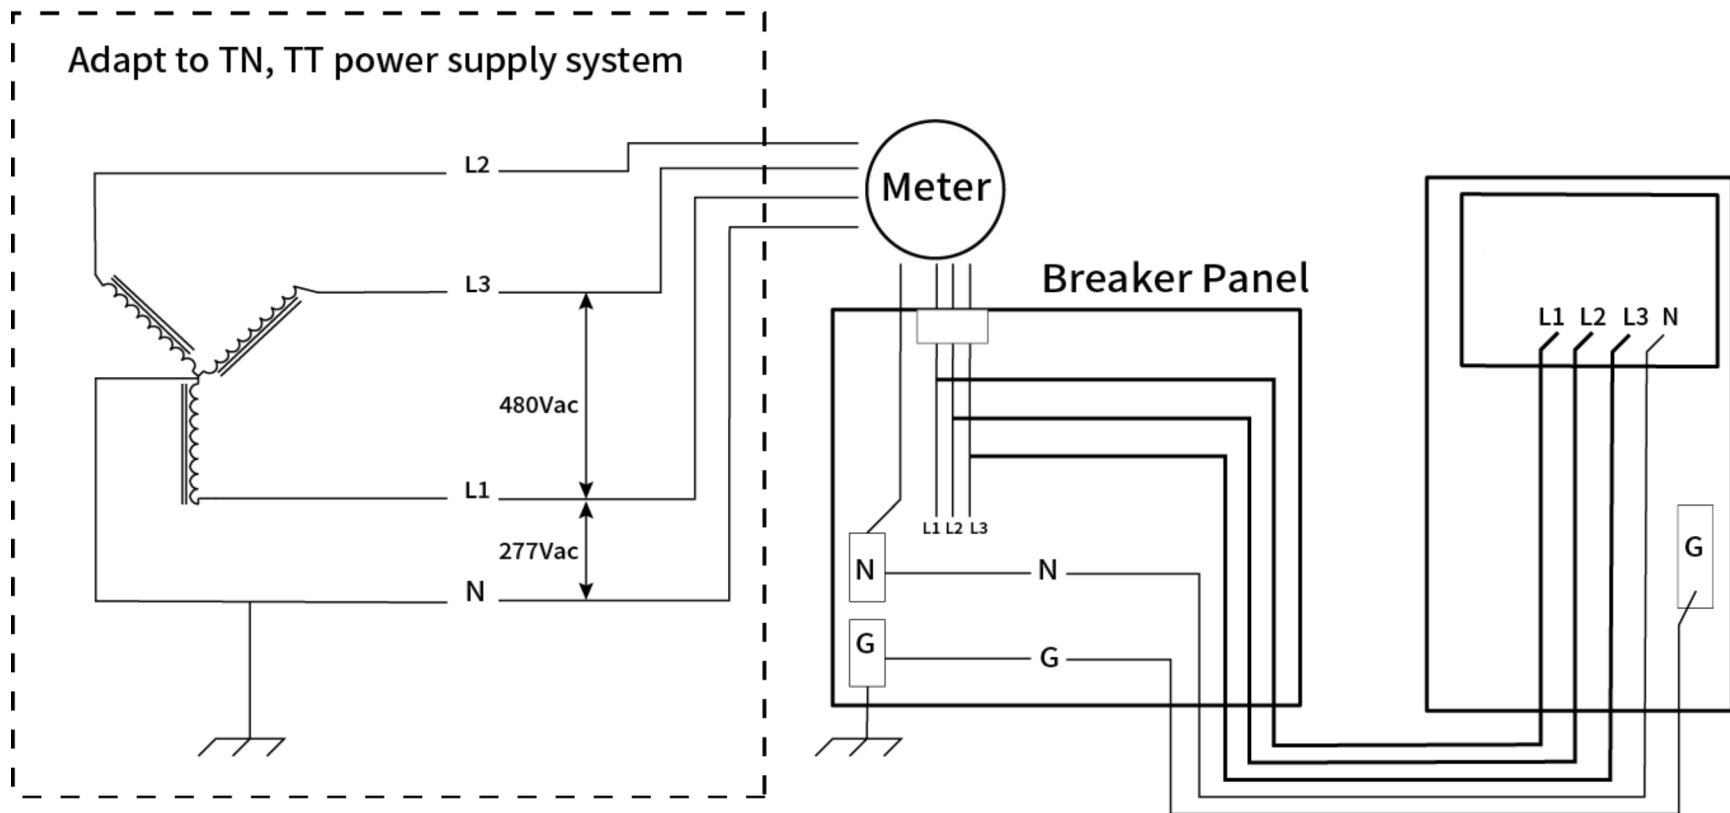 Adapt to TN, TT power supply system
L2
Meter
L3
Breaker Panel
L1 L2 L3 N
480Vac
L1
L1 L2 L3
277Vac
G
N
N
N
G
G